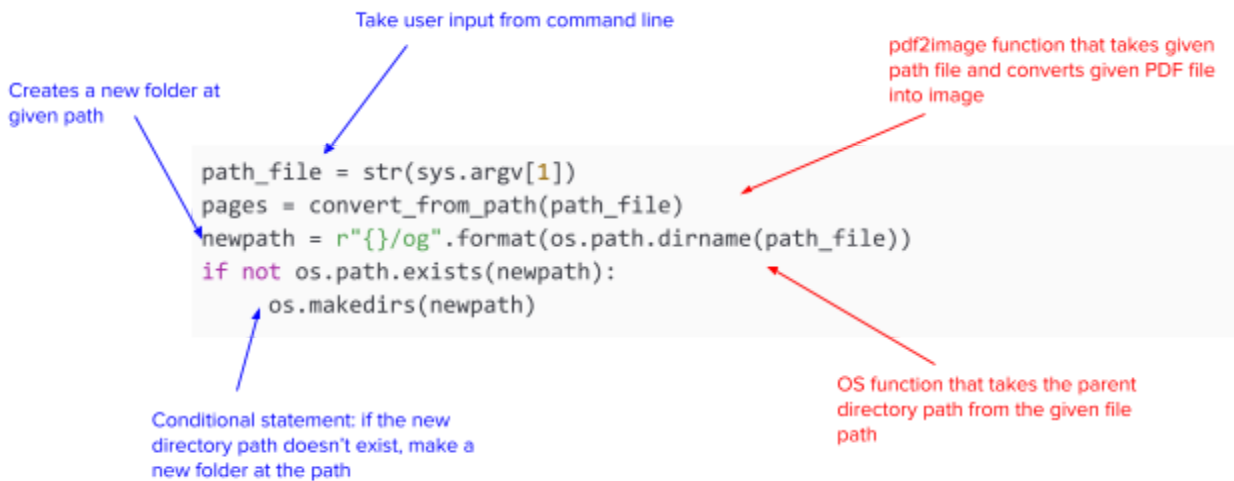 Take user input from command line
pdf2image function that takes given
path file and converts given PDF file
into image
Creates a new folder at
given path
path_file = str(sys.argv[1])
pages = convert_from_path(path_file)
newpath = r"{}/og".format(os.path.dirname(path_file))
if not os.path.exists(newpath):
    os.makedirs(newpath)
OS function that takes the parent
directory path from the given file
path
Conditional statement: if the new
directory path doesn't exist, make a
new folder at the path